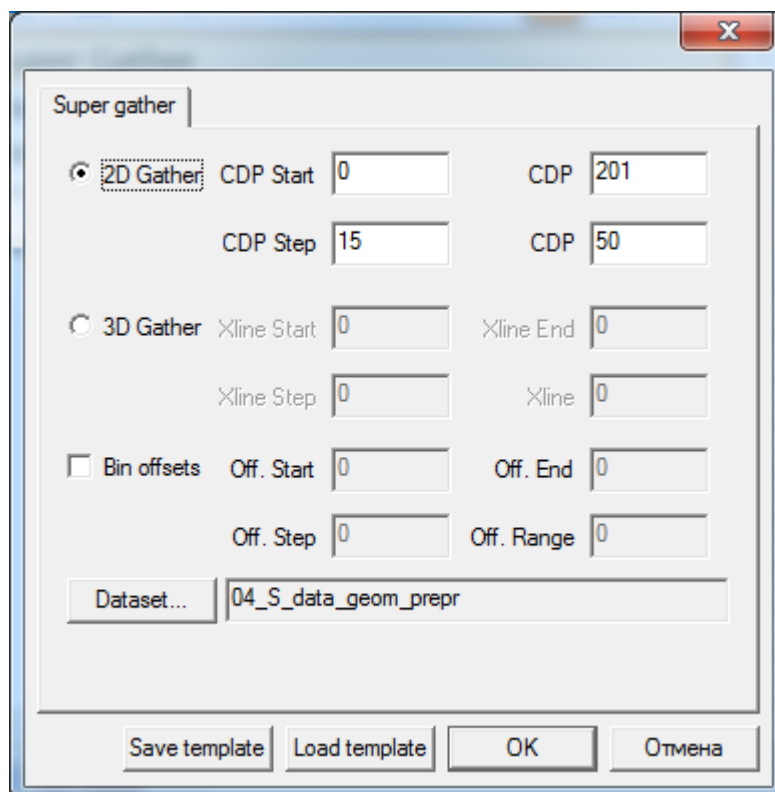 Super gather
2D Gather CDP Start 0 CDP 201
CDP Step 15 CDP 50
3D Gather Xline Start 0 Xline End 0
Xline Step 0 Xline 0
Bin offsets Off. Start 0 Off. End 0
Off. Step 0 Off. Range 0
Dataset... 04_S_data_geom_prepr
Save template Load template OK Отмена